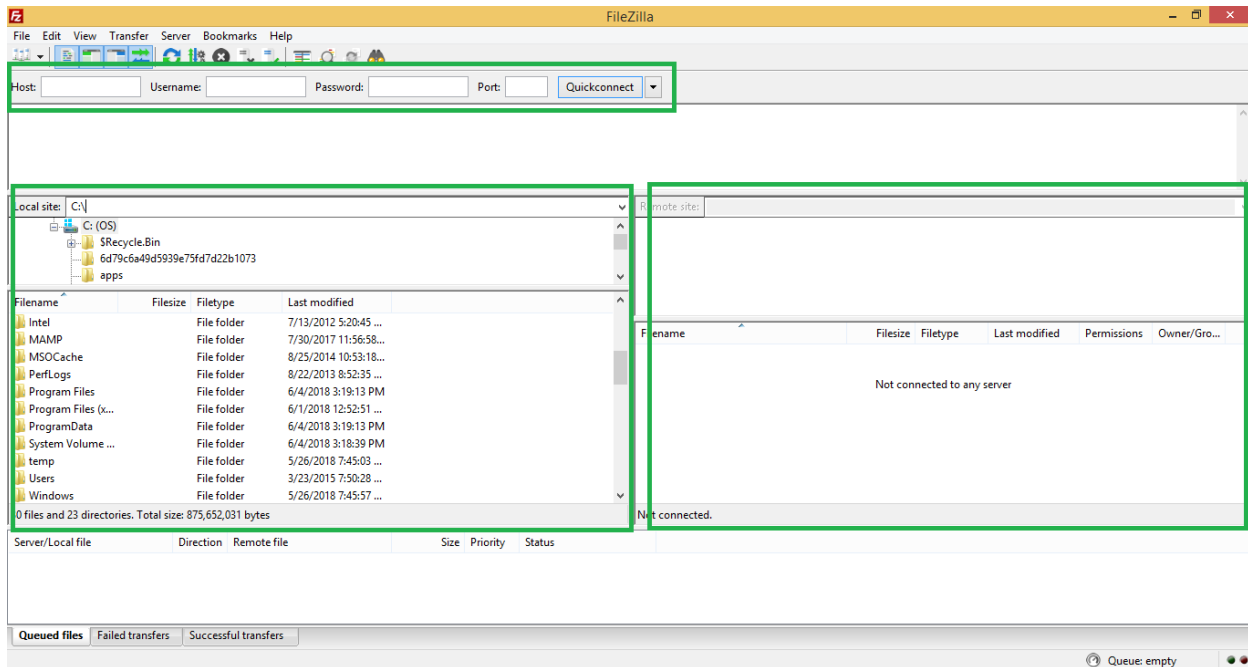 Fz FileZilla
File Edit View Transfer Server Bookmarks Help
Host: Username: Password: Port: Quickconnect
Local site: C:\
Remote site:
C: (OS)
$Recycle.Bin
6d79c6a49d5939e75fd7d22b1073
apps
Filename Filesize Filetype Last modified
Intel File folder 7/13/2012 5:20:45 ...
MAMP File folder 7/30/2017 11:56:58...
MSOCache File folder 8/25/2014 10:53:18...
PerfLogs File folder 8/22/2013 8:52:35 ...
Program Files File folder 6/4/2018 3:19:13 PM
Program Files (x... File folder 6/1/2018 12:52:51 ...
ProgramData File folder 6/4/2018 3:19:13 PM
System Volume ... File folder 6/4/2018 3:18:39 PM
temp File folder 5/26/2018 7:45:03 ...
Users File folder 3/23/2015 7:50:28 ...
Windows File folder 5/26/2018 7:45:57 ...
0 files and 23 directories. Total size: 875,652,031 bytes
Filename Filesize Filetype Last modified Permissions Owner/Gro...
Not connected to any server
Not connected.
Server/Local file Direction Remote file Size Priority Status
Queued files Failed transfers Successful transfers
Queue: empty